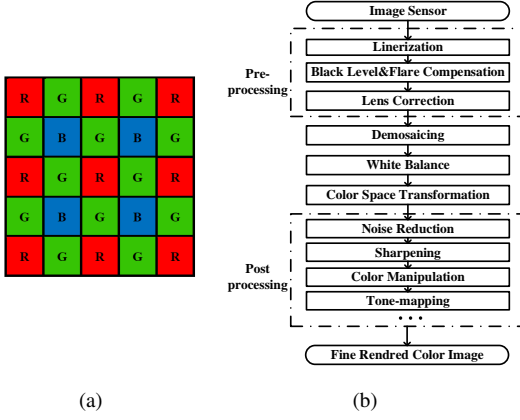 R G R G R
G B G B G
R G R G R
G B G B G
R G R G R
(a)
Image Sensor
Pre-
processing
Linerization
Black Level&Flare Compensation
Lens Correction
Demosaicing
White Balance
Color Space Transformation
Post
processing
Noise Reduction
Sharpening
Color Manipulation
Tone-mapping
• • •
Fine Rendred Color Image
(b)